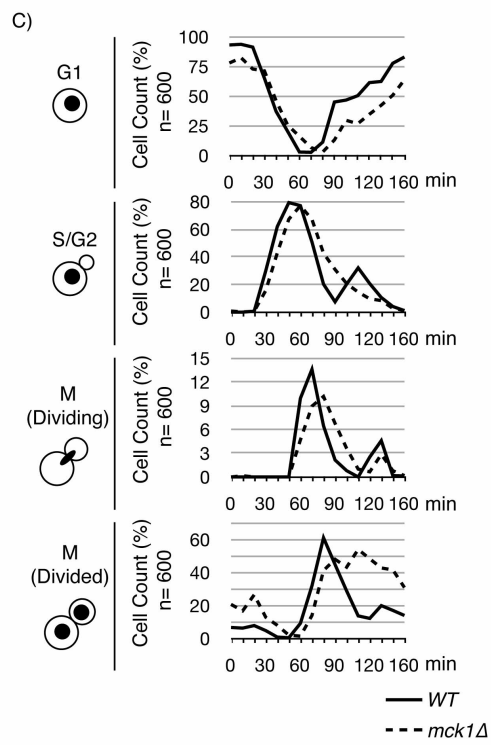 C)
G1
Cell Count (%)
n= 600
100
75
50
25
0
0 30 60 90 120 160 min
S/G2
Cell Count (%)
n= 600
80
60
40
20
0
0 30 60 90 120 160 min
M
(Dividing)
Cell Count (%)
n= 600
15
12
9
6
3
0
0 30 60 90 120 160 min
M
(Divided)
Cell Count (%)
n= 600
60
40
20
0
0 30 60 90 120 160 min
WT
mck1Δ